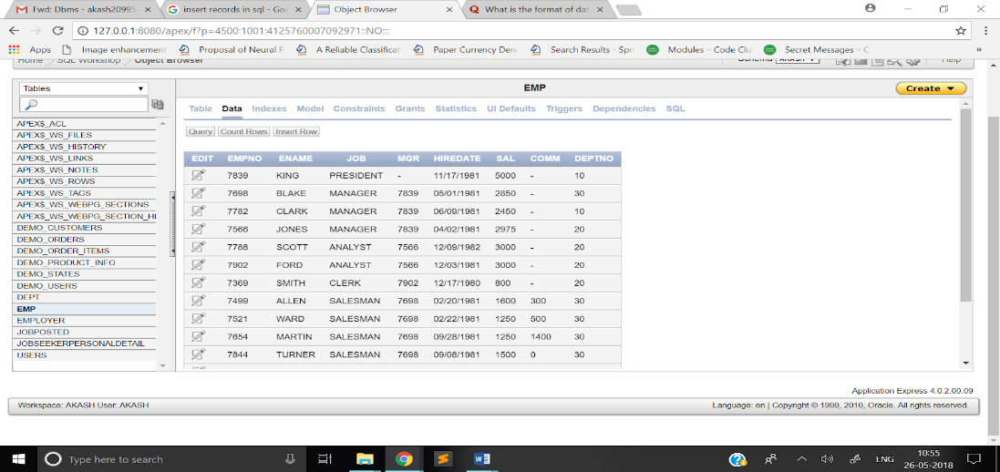 Fwd: Dbms - akash20995
insert records in sql - Goo
Object Browser
What is the format of dat
127.0.0.1:8080/apex/f?p=4500:1001:4125760007092971::NO:::
Apps Image enhancement Proposal of Neural F A Reliable Classificat Paper Currency Den Search Results - Spri Modules – Code Clu Secret Messages – C
Home SQL Workshop Object Browser Schema AKASH Help
Tables
EMP
Create
Table Data Indexes Model Constraints Grants Statistics UI Defaults Triggers Dependencies SQL
Query Count Rows Insert Row
APEX$_ACL
APEX$_WS_FILES
APEX$_WS_HISTORY
APEX$_WS_LINKS
APEX$_WS_NOTES
APEX$_WS_ROWS
APEX$_WS_TAGS
APEX$_WS_WEBPG_SECTIONS
APEX$_WS_WEBPG_SECTION_HI
DEMO_CUSTOMERS
DEMO_ORDERS
DEMO_ORDER_ITEMS
DEMO_PRODUCT_INFO
DEMO_STATES
DEMO_USERS
DEPT
EMP
EMPLOYER
JOBPOSTED
JOBSEEKERPERSONALDETAIL
USERS
EDIT EMPNO ENAME JOB MGR HIREDATE SAL COMM DEPTNO
7839 KING PRESIDENT - 11/17/1981 5000 - 10
7698 BLAKE MANAGER 7839 05/01/1981 2850 - 30
7782 CLARK MANAGER 7839 06/09/1981 2450 - 10
7566 JONES MANAGER 7839 04/02/1981 2975 - 20
7788 SCOTT ANALYST 7566 12/09/1982 3000 - 20
7902 FORD ANALYST 7566 12/03/1981 3000 - 20
7369 SMITH CLERK 7902 12/17/1980 800 - 20
7499 ALLEN SALESMAN 7698 02/20/1981 1600 300 30
7521 WARD SALESMAN 7698 02/22/1981 1250 500 30
7654 MARTIN SALESMAN 7698 09/28/1981 1250 1400 30
7844 TURNER SALESMAN 7698 09/08/1981 1500 0 30
Application Express 4.0.2.00.09
Workspace: AKASH User: AKASH
Language: en | Copyright © 1999, 2010, Oracle. All rights reserved.
Type here to search
ENG
10:55
26-05-2018